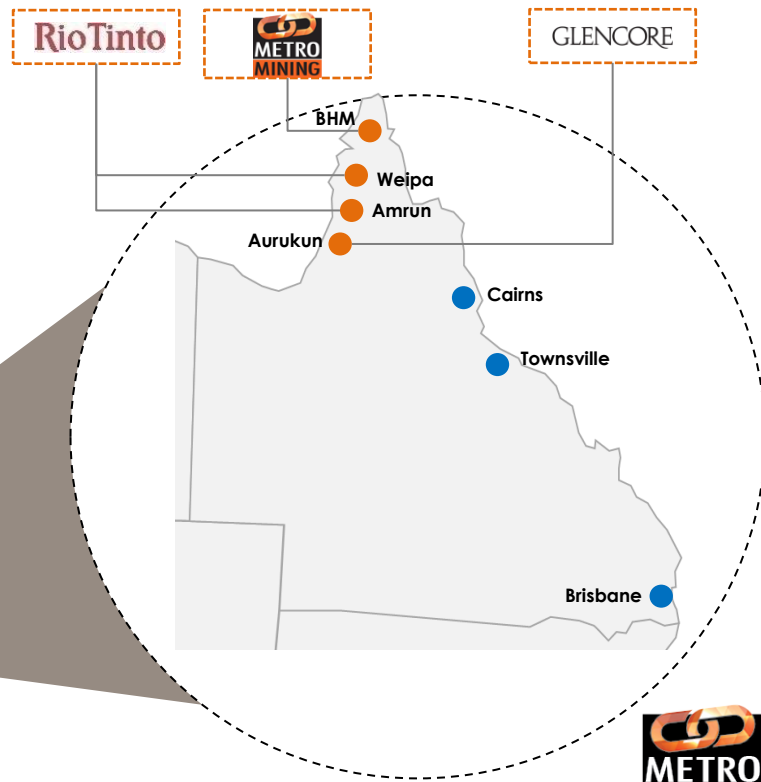 RioTinto
METRO
MINING
GLENCORE
BHM
Weipa
Amrun
Aurukun
Cairns
Townsville
Brisbane
METRO